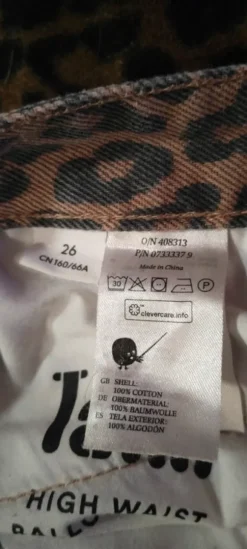 26
CN 160/66A
O/N 408313
P/N 0733337 9
Made in China
30
P
clevercare.info
GB SHELL:
100% COTTON
DE OBERMATERIAL:
100% BAUMWOLLE
ES TELA EXTERIOR:
100% ALGODÓN
HIGH WAIST